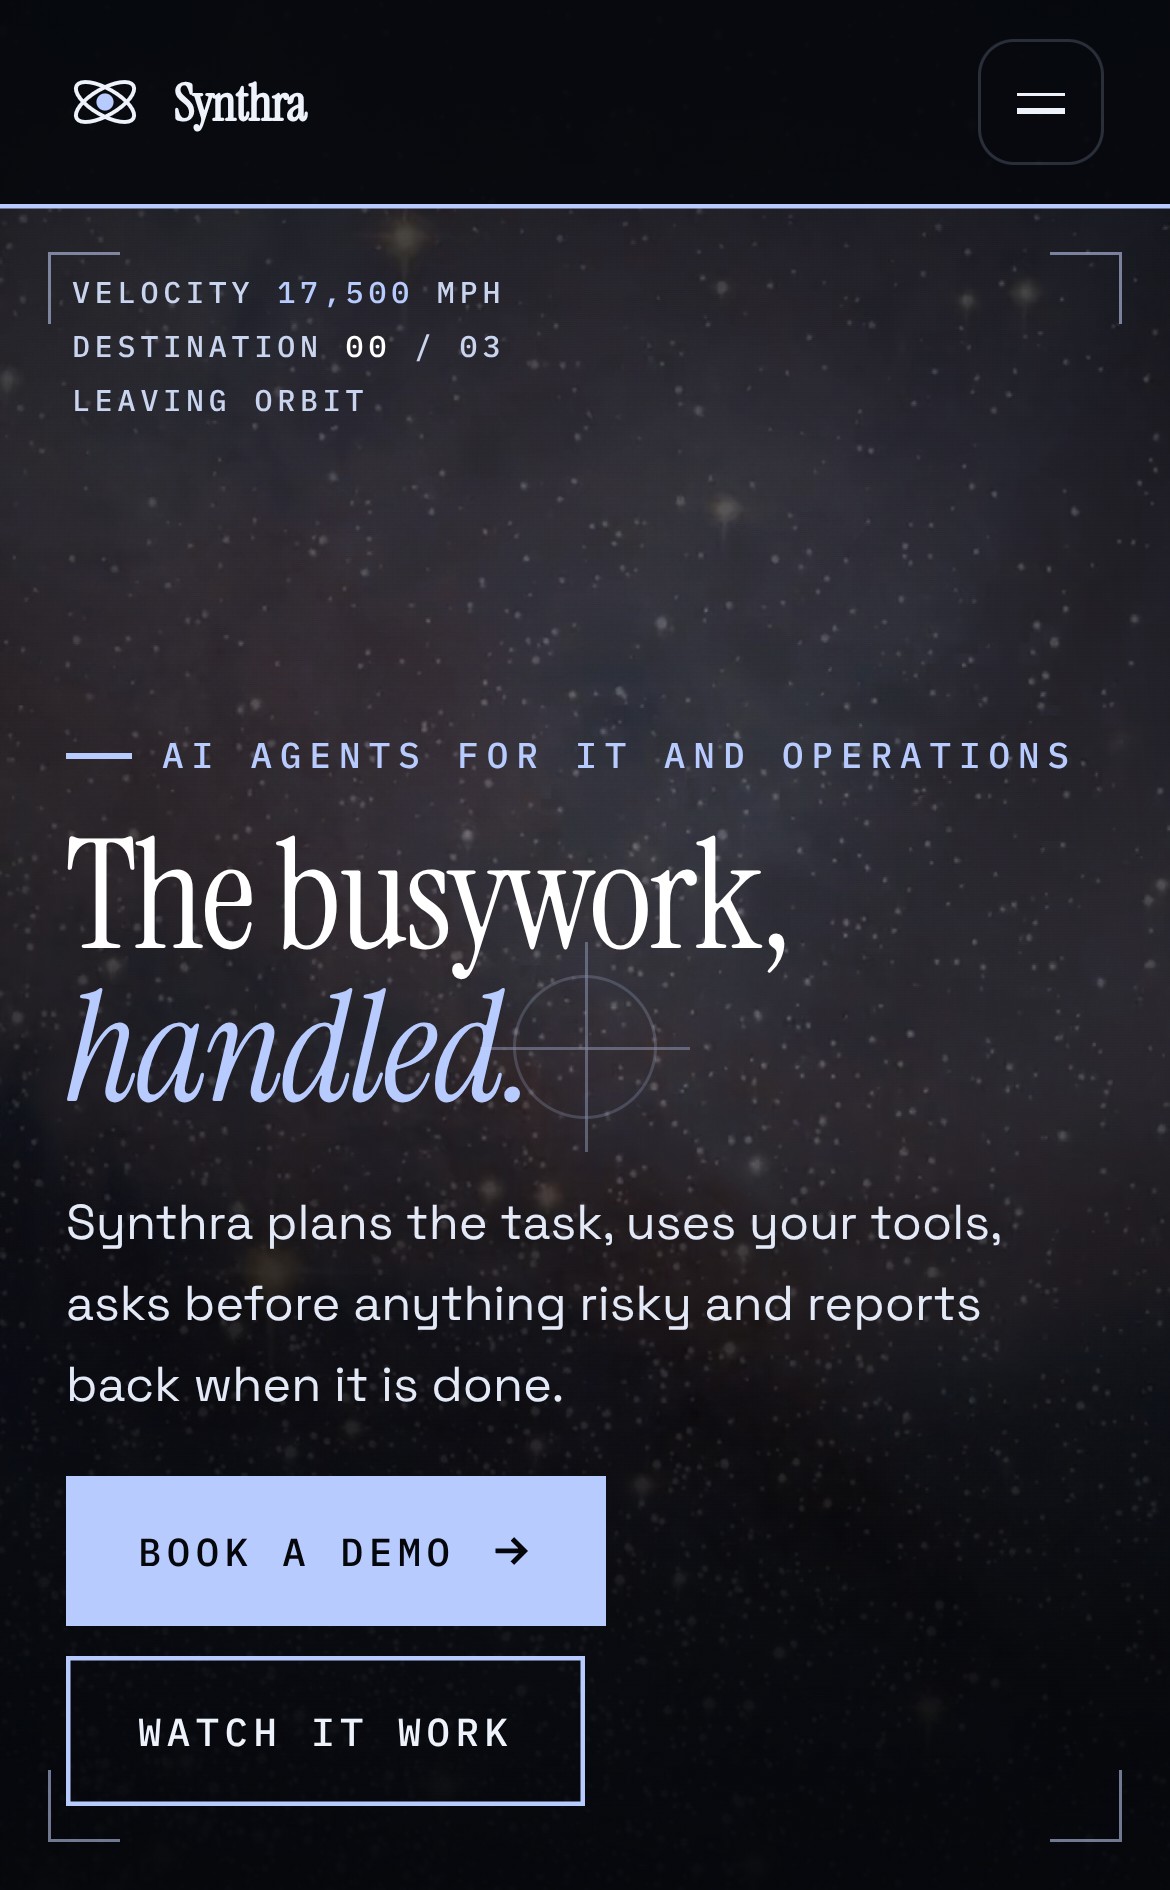 Synthra
VELOCITY 17,500 MPH
DESTINATION 00 / 03
LEAVING ORBIT
AI AGENTS FOR IT AND OPERATIONS
The busywork,
handled.
Synthra plans the task, uses your tools,
asks before anything risky and reports
back when it is done.
BOOK A DEMO →
WATCH IT WORK